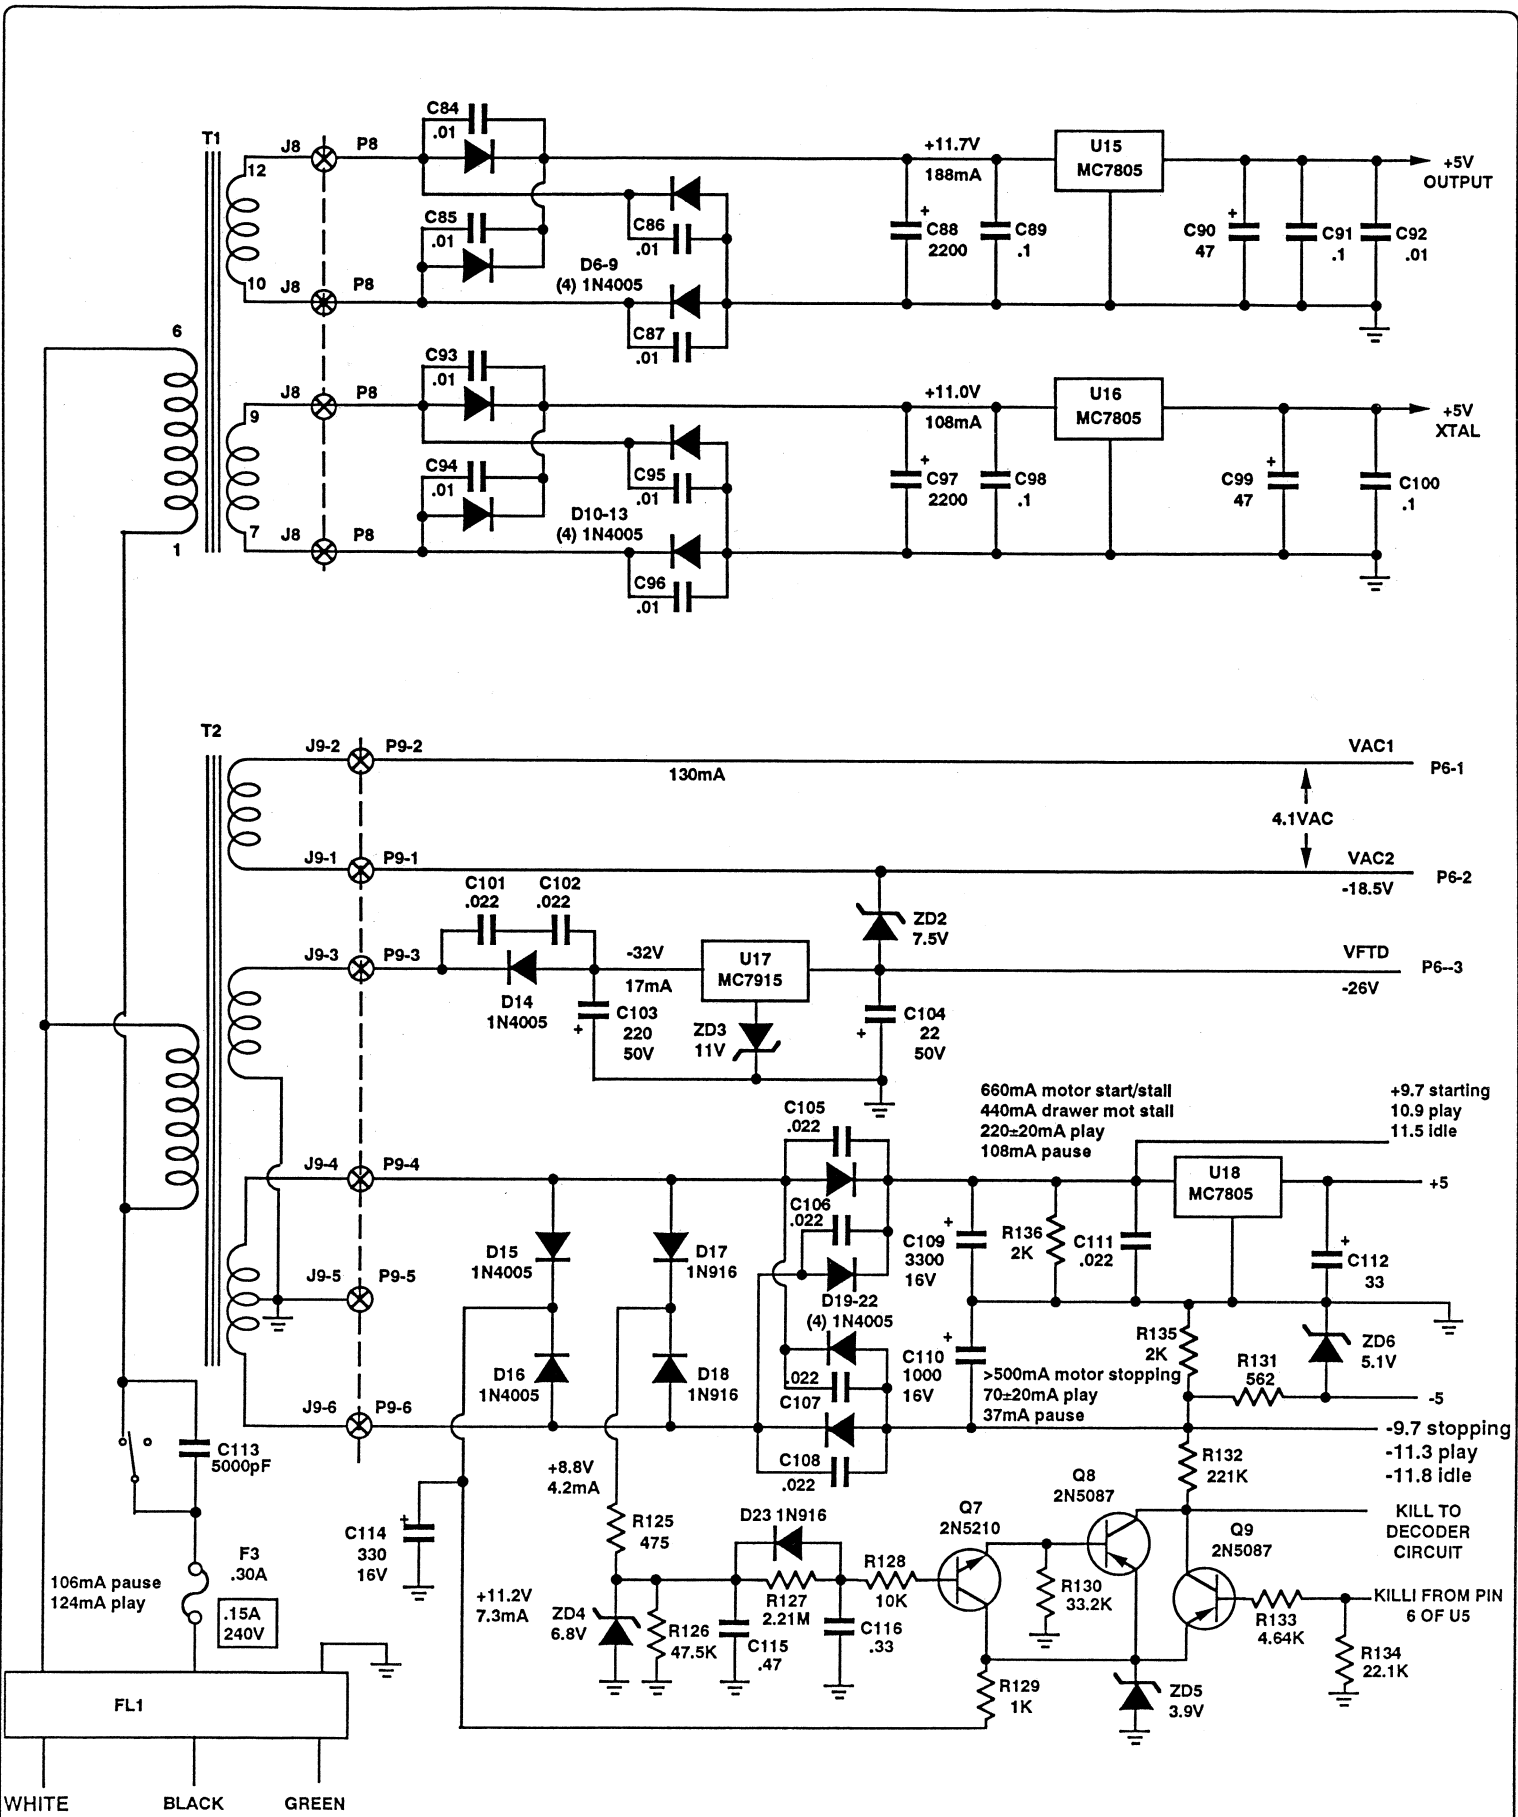 C84
.01
T1
J8
P8
12
+11.7V
188mA
U15
MC7805
+5V
OUTPUT
C85
.01
C86
.01
+
C88
2200
C89
.1
+
C90
47
C91
.1
C92
.01
D6-9
(4) 1N4005
10
J8
P8
C87
.01
6
C93
.01
J8
P8
9
+11.0V
108mA
U16
MC7805
+5V
XTAL
C94
.01
C95
.01
+
C97
2200
C98
.1
+
C99
47
C100
.1
D10-13
(4) 1N4005
7
J8
P8
1
C96
.01
T2
J9-2
P9-2
130mA
VAC1
P6-1
4.1VAC
J9-1
P9-1
VAC2
-18.5V
P6-2
C101
.022
C102
.022
ZD2
7.5V
J9-3
P9-3
-32V
17mA
U17
MC7915
VFTD
-26V
P6--3
D14
1N4005
+
C103
220
50V
ZD3
11V
+
C104
22
50V
660mA motor start/stall
440mA drawer mot stall
220±20mA play
108mA pause
+9.7 starting
10.9 play
11.5 idle
C105
.022
J9-4
P9-4
U18
MC7805
+5
C106
.022
D15
1N4005
D17
1N916
+
C109
3300
16V
R136
2K
C111
.022
+
C112
33
J9-5
P9-5
D19-22
(4) 1N4005
D16
1N4005
D18
1N916
.022
C107
+
C110
1000
16V
R135
2K
R131
562
ZD6
5.1V
>500mA motor stopping
70±20mA play
37mA pause
-5
J9-6
P9-6
-9.7 stopping
-11.3 play
-11.8 idle
C113
5000pF
C108
.022
R132
221K
+8.8V
4.2mA
Q8
2N5087
KILL TO
DECODER
CIRCUIT
+
C114
330
16V
R125
475
D23 1N916
Q7
2N5210
Q9
2N5087
F3
.30A
106mA pause
124mA play
.15A
240V
+11.2V
7.3mA
ZD4
6.8V
R126
47.5K
R127
2.21M
R128
10K
C115
.47
C116
.33
R130
33.2K
R133
4.64K
KILLI FROM PIN
6 OF U5
R134
22.1K
R129
1K
ZD5
3.9V
FL1
WHITE
BLACK
GREEN